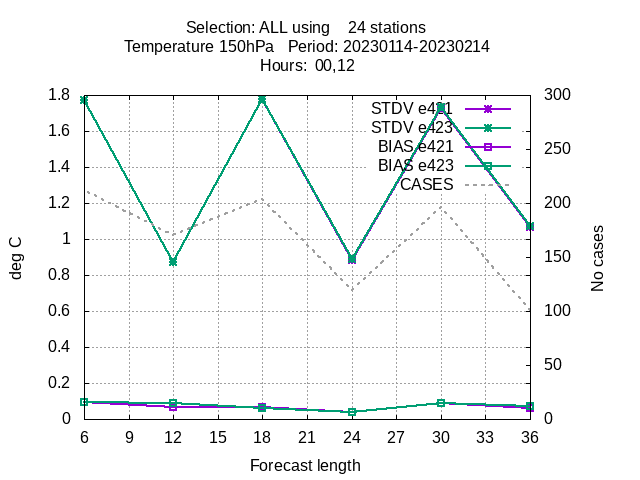 Selection: ALL using 24 stations
Temperature 150hPa Period: 20230114-20230214
Hours: 00,12
1.8
1.6
1.4
1.2
1
0.8
0.6
0.4
0.2
0
300
250
200
150
100
50
0
STDV e421
STDV e423
BIAS e421
BIAS e423
CASES
deg C
No cases
6 9 12 15 18 21 24 27 30 33 36
Forecast length